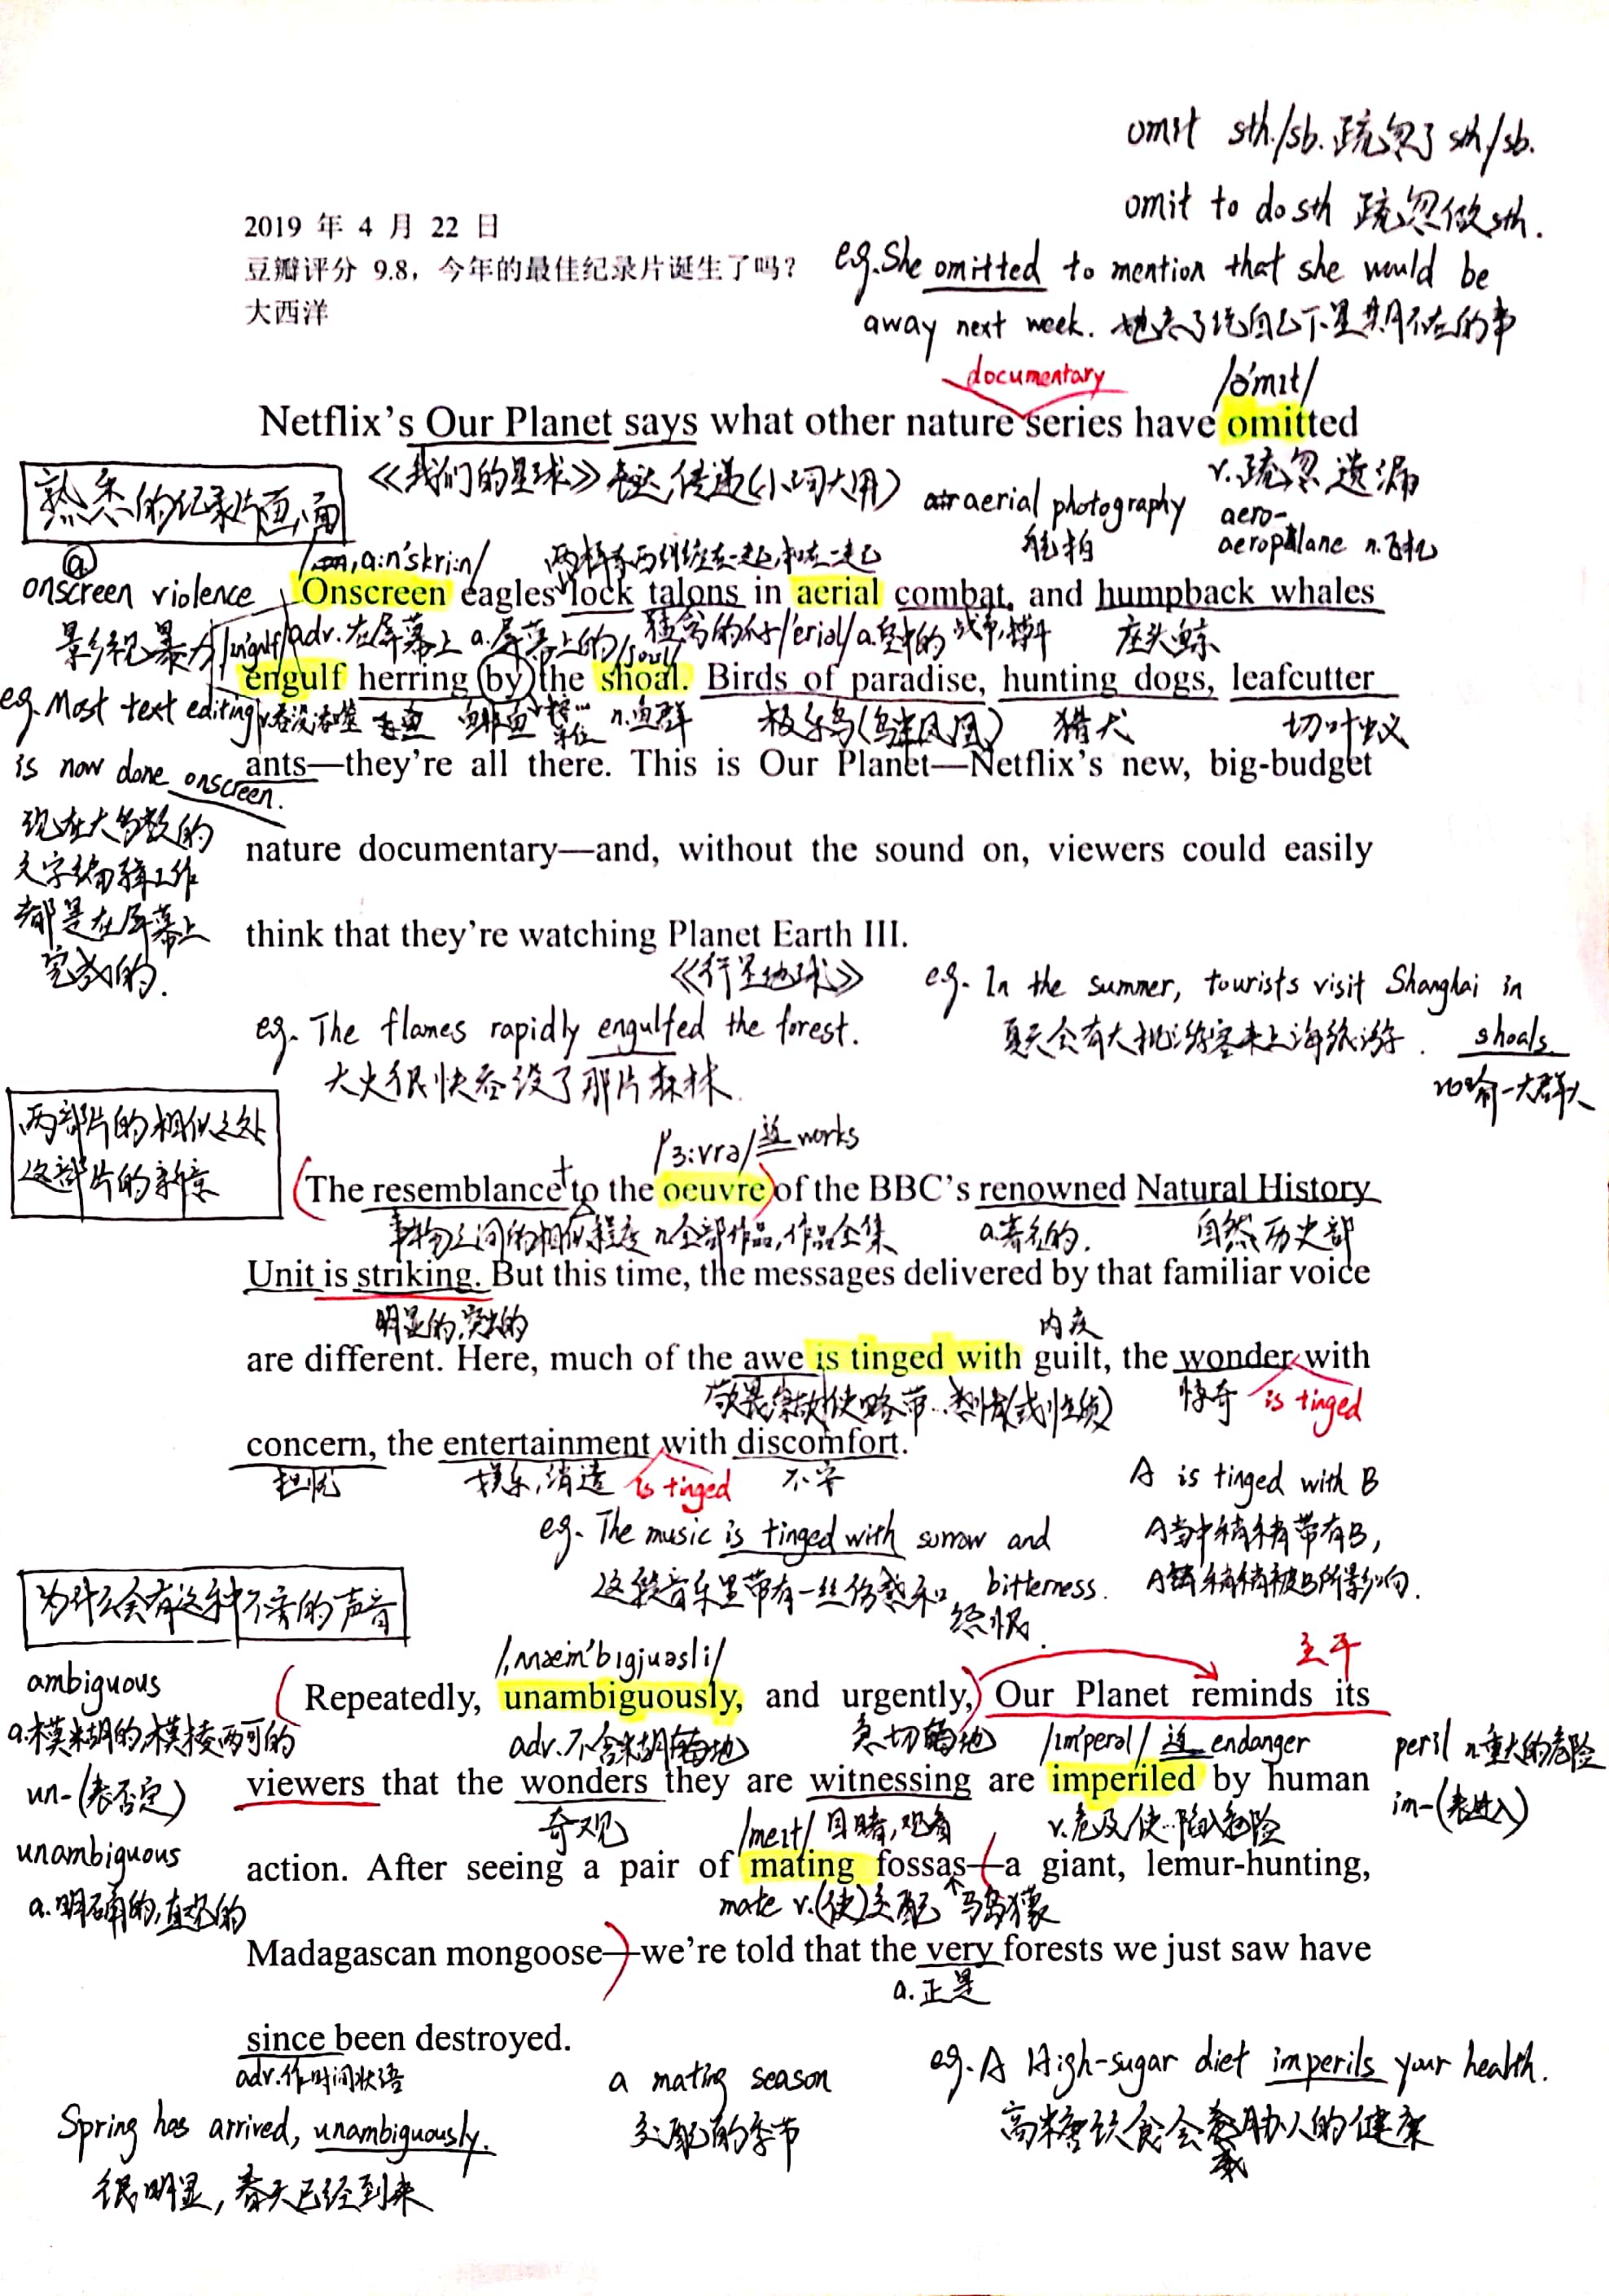 omit sth./sb. 疏忽了 sth/sb.
omit to do sth 疏忽做sth.
2019 年 4 月 22 日
豆瓣评分 9.8，今年的最佳纪录片诞生了吗？
大西洋
eg. She omitted to mention that she would be
away next week. 她忘了说自己下星期不在的事
documentary
/ə'mɪt/
Netflix's Our Planet says what other nature series have omitted
《我们的星球》 表达,传递(小词大用)
v.疏忽 遗漏
熟悉的纪录片画面
aerial photography
航拍
aero-
aeroplane n.飞机
/ˌɑːn'skriːn/
两样东西纠缠在一起,扣在一起
a.
onscreen violence
影视暴力
Onscreen eagles lock talons in aerial combat, and humpback whales
adv.在屏幕上 a.屏幕上的 猛禽的爪子 /'erial/ a.空中的 战争,搏斗 座头鲸
/ɪn'gʌlf/
/ʃoʊl/
engulf herring by the shoal. Birds of paradise, hunting dogs, leafcutter
v.吞没 吞噬 鲱鱼 n.鱼群 极乐鸟 猎犬 切叶蚁
eg. Most text editing
is now done onscreen.
现在大多数的
文字编辑工作
都是在屏幕上
完成的.
ants—they're all there. This is Our Planet—Netflix's new, big-budget
nature documentary—and, without the sound on, viewers could easily
think that they're watching Planet Earth III.
《行星地球》
eg. The flames rapidly engulfed the forest.
大火很快吞没了那片森林.
eg. In the summer, tourists visit Shanghai in
shoals.
夏天会有大批游客来上海旅游.
比喻一大群人
两部片的相似之处
这部片的新意
/'ɜːvrə/ 近 works
The resemblance to the oeuvre of the BBC's renowned Natural History
事物之间的相似程度 n.全部作品,作品全集 a.著名的. 自然历史部
Unit is striking. But this time, the messages delivered by that familiar voice
明显的,突出的
内疚
are different. Here, much of the awe is tinged with guilt, the wonder with
敬畏 使略带…感情(或性质) 惊奇 is tinged
concern, the entertainment with discomfort.
担忧 娱乐,消遣 is tinged 不安
A is tinged with B
A当中稍稍带有B,
A稍稍被B所影响.
eg. The music is tinged with sorrow and
bitterness.
这段音乐里带有一丝伤感和
怨恨.
为什么会有这种不同的声音
/ˌʌnæm'bɪgjuəsli/
主干
ambiguous
a.模糊的,模棱两可的
un-(表否定)
unambiguous
a.明确的,直接的
Repeatedly, unambiguously, and urgently, Our Planet reminds its
adv.不含糊地 急切地 /ɪm'perəl/ 近 endanger
peril n.重大的危险
im-(表进入)
viewers that the wonders they are witnessing are imperiled by human
奇观 /meɪt/ 目睹,观看 v.危及 使…陷入危险
action. After seeing a pair of mating fossas—a giant, lemur-hunting,
mate v.(使)交配 马岛獴
Madagascan mongoose—we're told that the very forests we just saw have
a.正是
since been destroyed.
adv.作时间状语
a mating season
交配的季节
eg. A High-sugar diet imperils your health.
高糖饮食会威胁人的健康
Spring has arrived, unambiguously.
很明显,春天已经到来